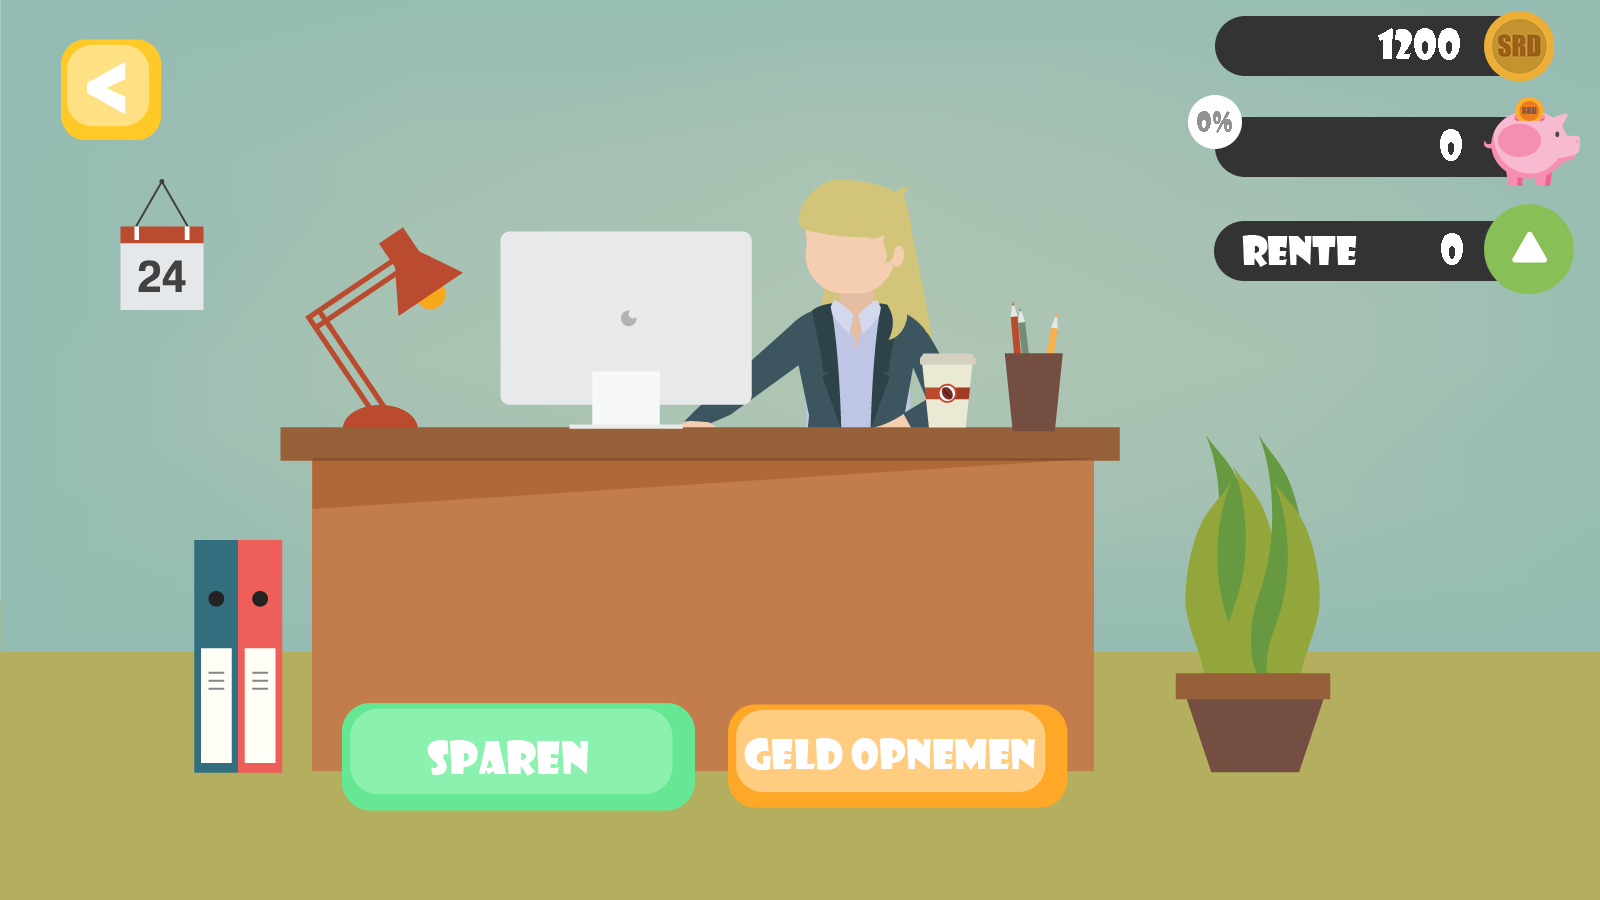 <
1200 SRD
SRD
0%
0
24
RENTE 0
SPAREN
GELD OPNEMEN